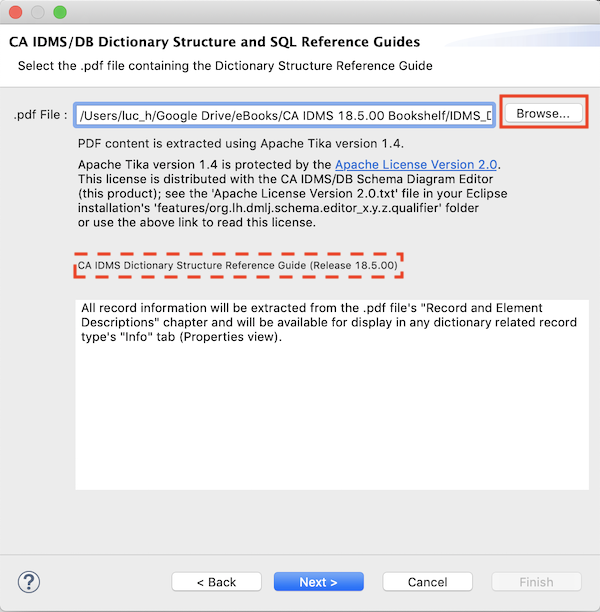 CA IDMS/DB Dictionary Structure and SQL Reference Guides
Select the .pdf file containing the Dictionary Structure Reference Guide
.pdf File : /Users/luc_h/Google Drive/eBooks/CA IDMS 18.5.00 Bookshelf/IDMS_D Browse...
PDF content is extracted using Apache Tika version 1.4.
Apache Tika version 1.4 is protected by the Apache License Version 2.0.
This license is distributed with the CA IDMS/DB Schema Diagram Editor
(this product); see the 'Apache License Version 2.0.txt' file in your Eclipse
installation's 'features/org.lh.dmlj.schema.editor_x.y.z.qualifier' folder
or use the above link to read this license.
CA IDMS Dictionary Structure Reference Guide (Release 18.5.00)
All record information will be extracted from the .pdf file's "Record and Element
Descriptions" chapter and will be available for display in any dictionary related record
type's "Info" tab (Properties view).
? < Back Next > Cancel Finish